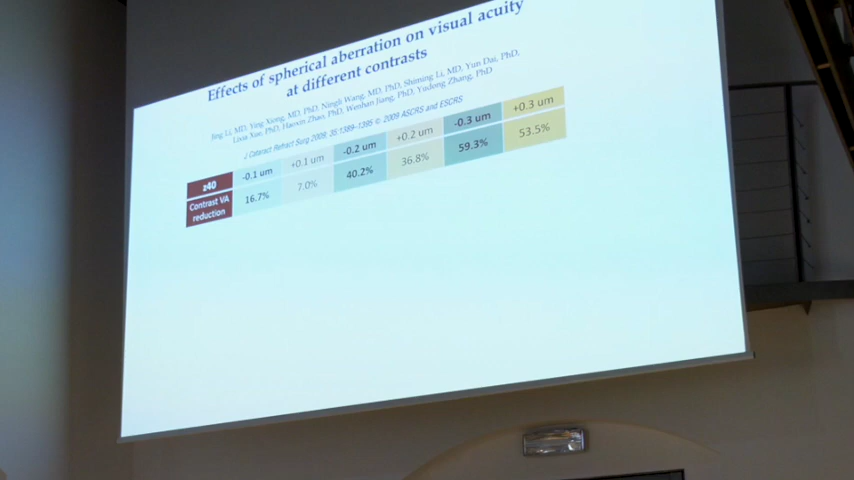 Effects of spherical aberration on visual acuity
at different contrasts
Jing Li, MD, Ying Xiong, MD, PhD, Ningli Wang, MD, PhD, Shiming Li, MD, Yun Dai, PhD,
Lixia Xue, PhD, Haoxin Zhao, PhD, Wenhan Jiang, PhD, Yudong Zhang, PhD
J Cataract Refract Surg 2009; 35:1389–1395 © 2009 ASCRS and ESCRS
z40 -0.1 um +0.1 um -0.2 um +0.2 um -0.3 um +0.3 um
Contrast VA reduction 16.7% 7.0% 40.2% 36.8% 59.3% 53.5%